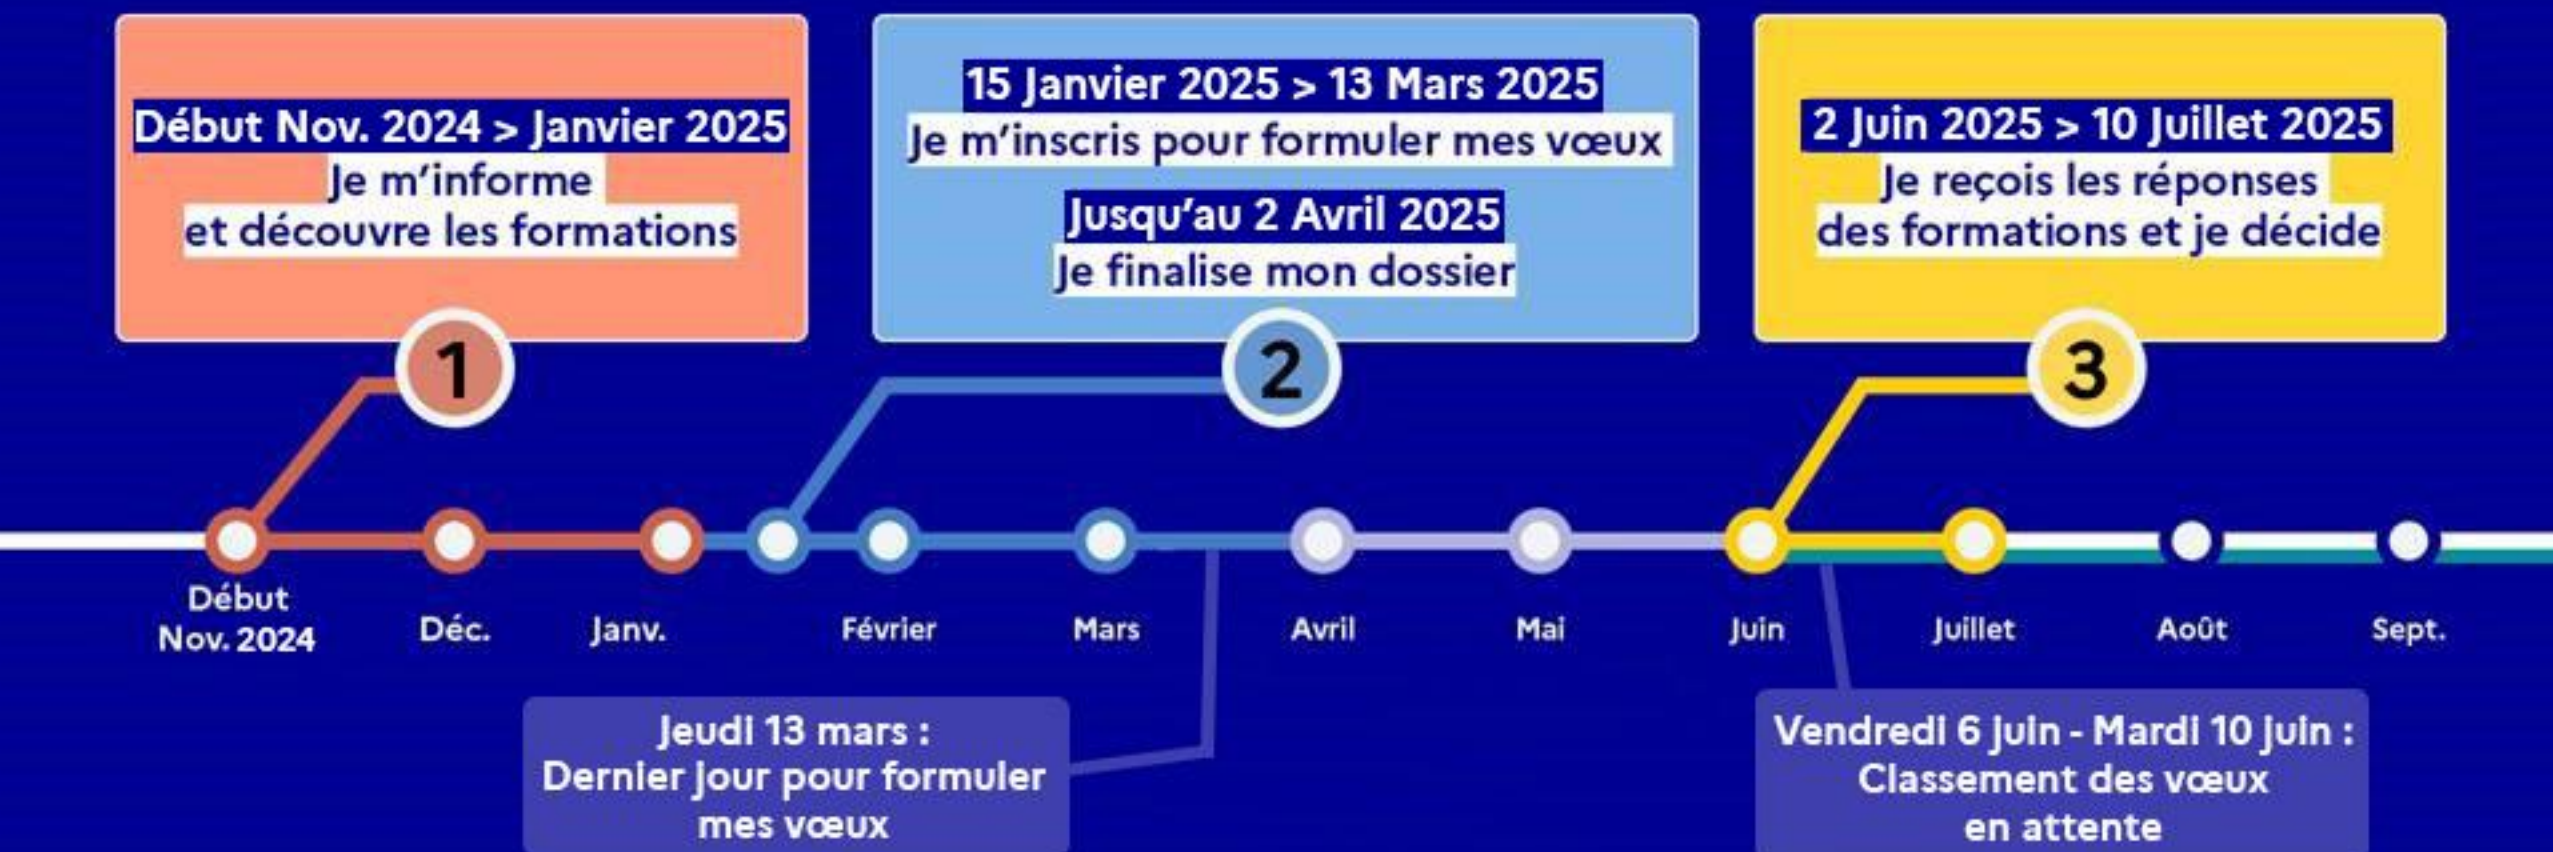 Début Nov. 2024 > Janvier 2025
Je m'informe
et découvre les formations
1
15 Janvier 2025 > 13 Mars 2025
Je m'inscris pour formuler mes vœux
Jusqu'au 2 Avril 2025
Je finalise mon dossier
2
2 Juin 2025 > 10 Juillet 2025
Je reçois les réponses
des formations et je décide
3
Début
Nov. 2024
Déc.
Janv.
Février
Mars
Avril
Mai
Juin
Juillet
Août
Sept.
Jeudi 13 mars :
Dernier jour pour formuler
mes vœux
Vendredi 6 juin - Mardi 10 juin :
Classement des vœux
en attente